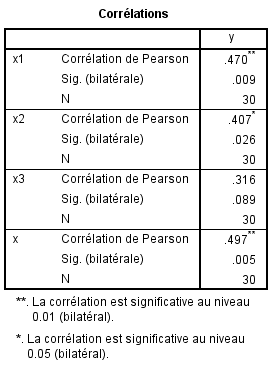 Corrélations
y
x1 Corrélation de Pearson .470**
Sig. (bilatérale) .009
N 30
x2 Corrélation de Pearson .407*
Sig. (bilatérale) .026
N 30
x3 Corrélation de Pearson .316
Sig. (bilatérale) .089
N 30
x Corrélation de Pearson .497**
Sig. (bilatérale) .005
N 30
**. La corrélation est significative au niveau
0.01 (bilatéral).
*. La corrélation est significative au niveau
0.05 (bilatéral).